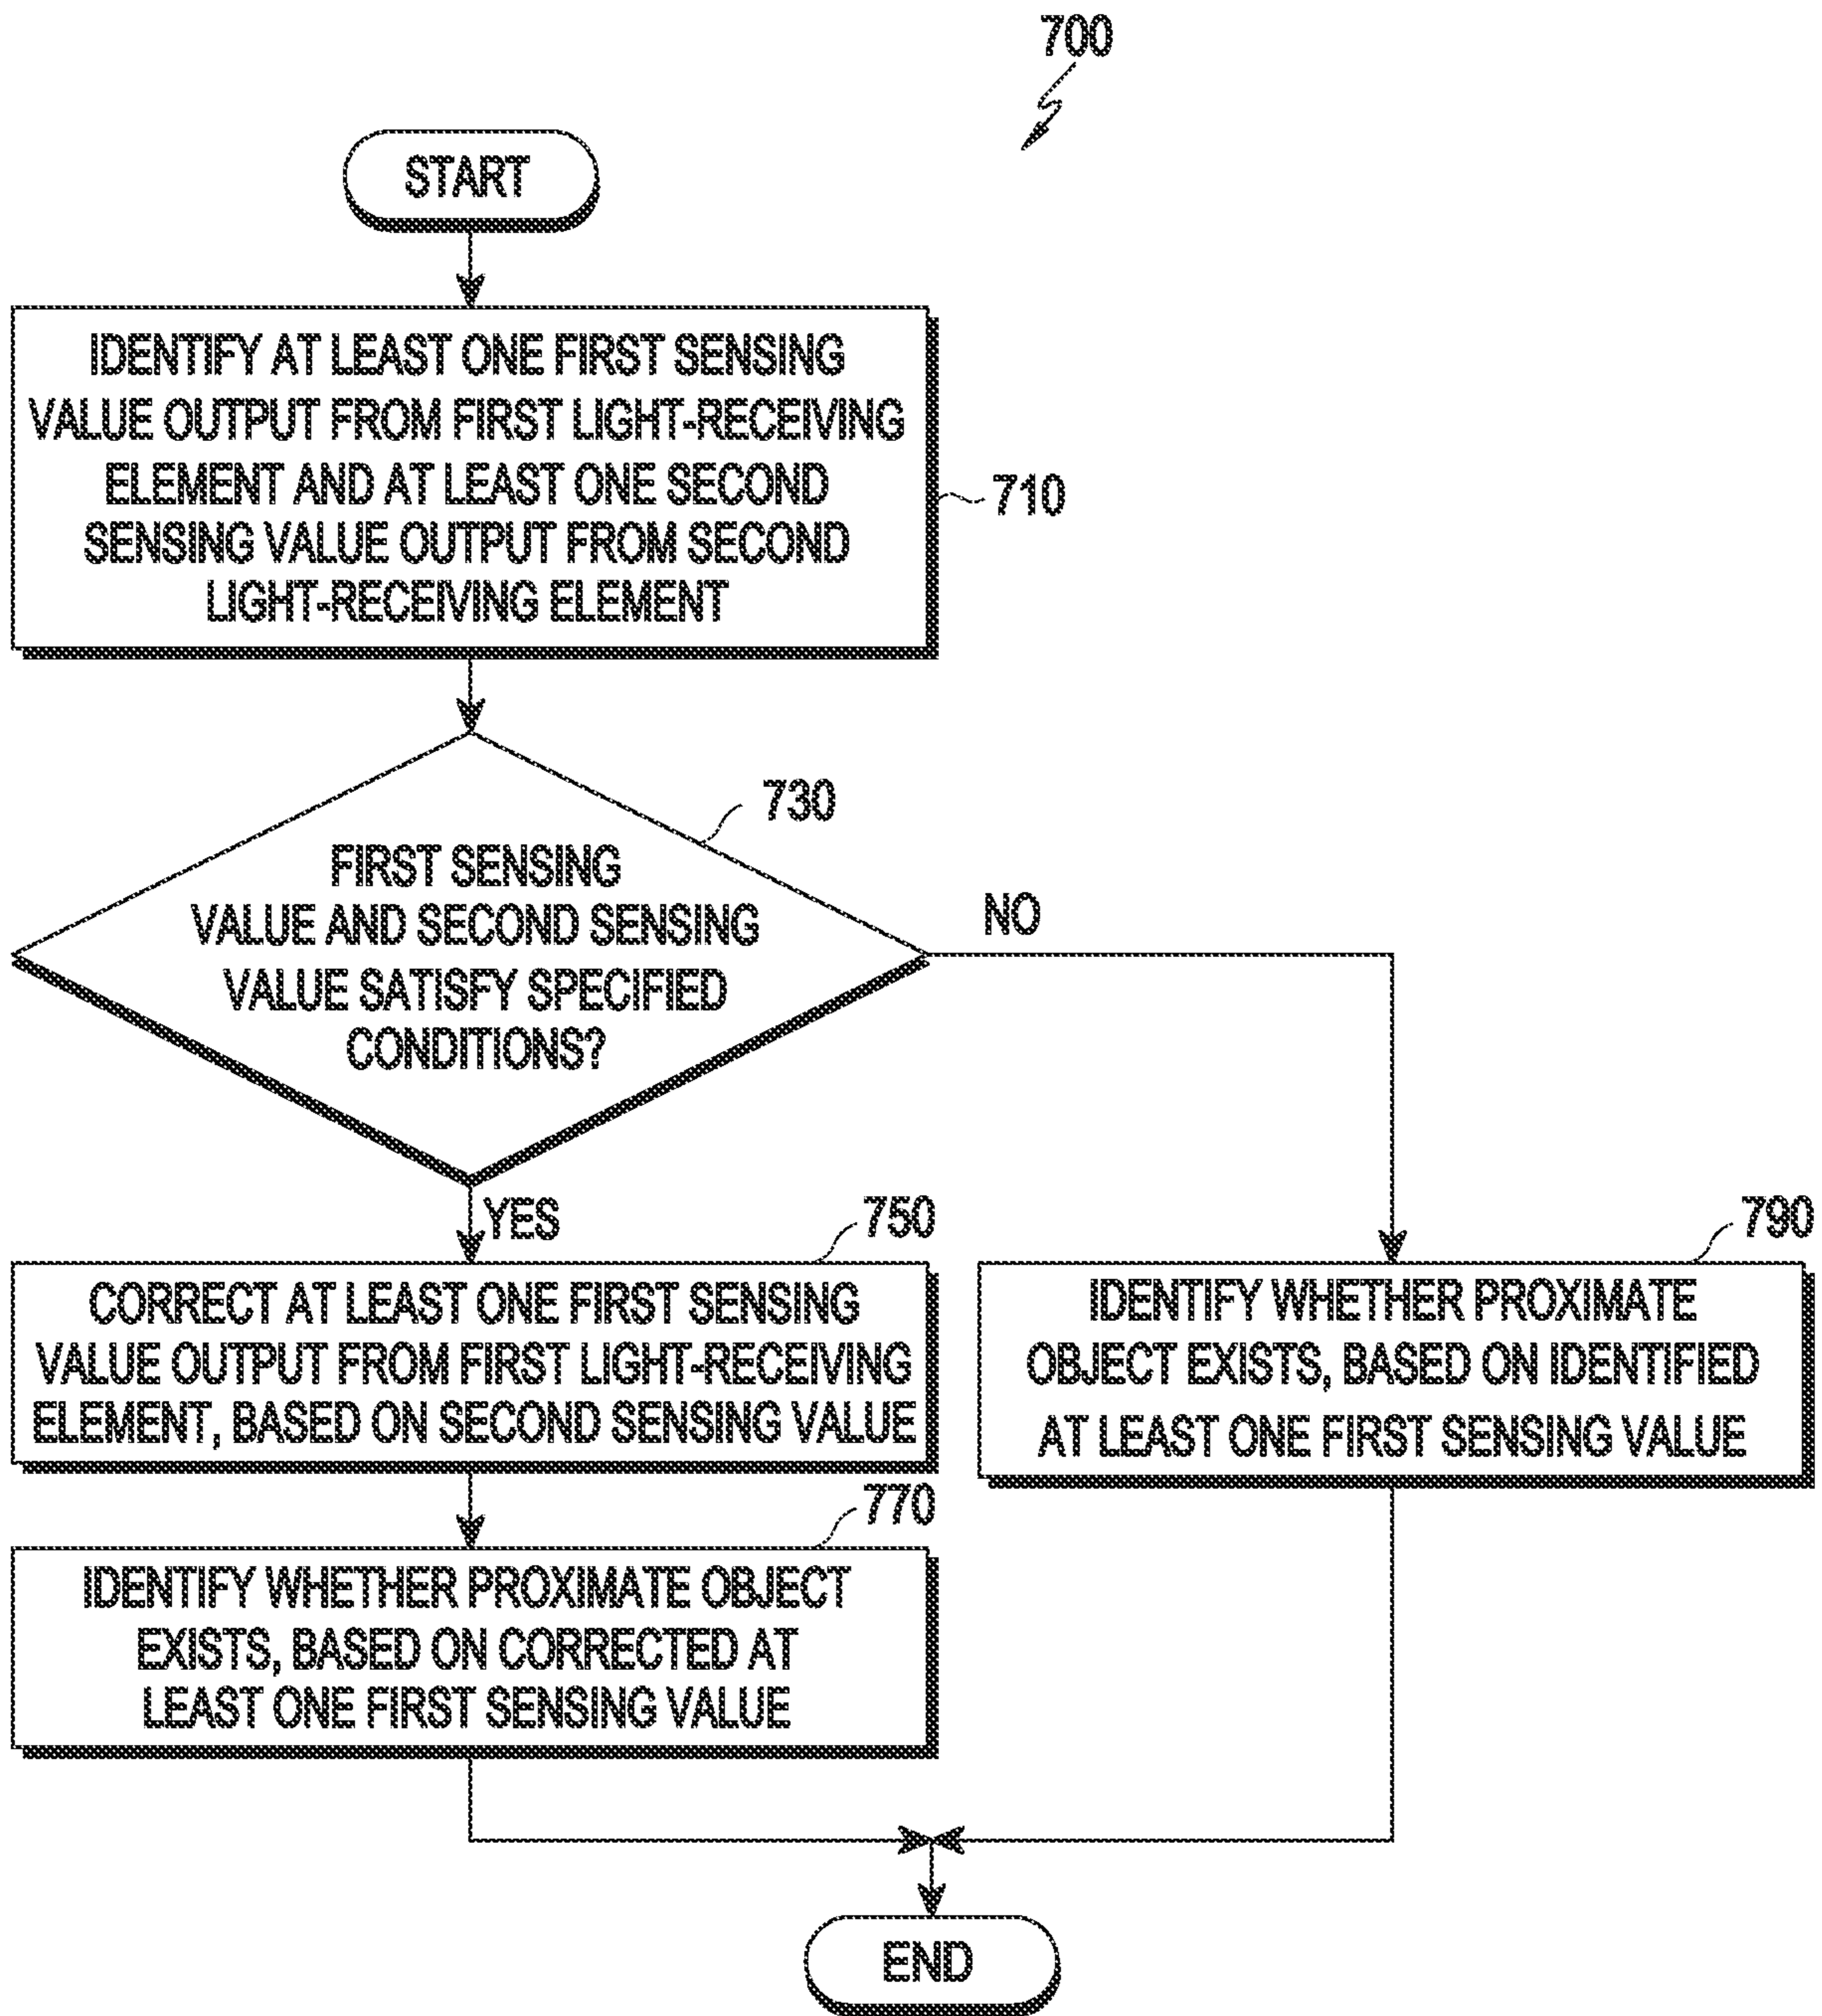 700
START
IDENTIFY AT LEAST ONE FIRST SENSING
VALUE OUTPUT FROM FIRST LIGHT-RECEIVING
ELEMENT AND AT LEAST ONE SECOND
SENSING VALUE OUTPUT FROM SECOND
LIGHT-RECEIVING ELEMENT
710
730
FIRST SENSING
VALUE AND SECOND SENSING
VALUE SATISFY SPECIFIED
CONDITIONS?
NO
YES
750
CORRECT AT LEAST ONE FIRST SENSING
VALUE OUTPUT FROM FIRST LIGHT-RECEIVING
ELEMENT, BASED ON SECOND SENSING VALUE
790
IDENTIFY WHETHER PROXIMATE
OBJECT EXISTS, BASED ON IDENTIFIED
AT LEAST ONE FIRST SENSING VALUE
770
IDENTIFY WHETHER PROXIMATE OBJECT
EXISTS, BASED ON CORRECTED AT
LEAST ONE FIRST SENSING VALUE
END